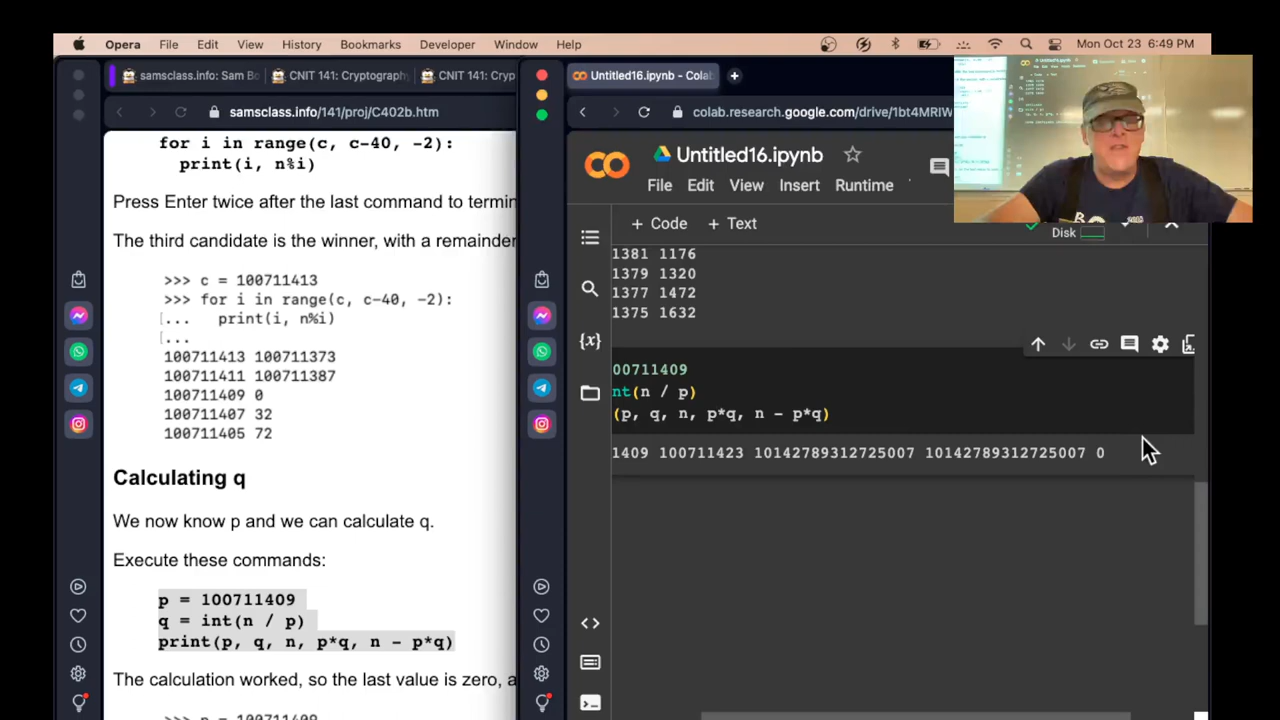 Opera File Edit View History Bookmarks Developer Window Help Mon Oct 23 6:49 PM
samsclass.info: Sam Bo CNIT 141: Cryptography CNIT 141: Cryp
samsclass.info/141/proj/C402b.htm
for i in range(c, c-40, -2):
print(i, n%i)
Press Enter twice after the last command to termin
The third candidate is the winner, with a remainder
>>> c = 100711413
>>> for i in range(c, c-40, -2):
[... print(i, n%i)
[...
100711413 100711373
100711411 100711387
100711409 0
100711407 32
100711405 72
Calculating q
We now know p and we can calculate q.
Execute these commands:
p = 100711409
q = int(n / p)
print(p, q, n, p*q, n - p*q)
The calculation worked, so the last value is zero, a
>>> p = 100711409
Untitled16.ipynb - Colab
colab.research.google.com/drive/1bt4MRIW
Untitled16.ipynb
File Edit View Insert Runtime
+ Code + Text
Disk
1381 1176
1379 1320
1377 1472
1375 1632
00711409
nt(n / p)
(p, q, n, p*q, n - p*q)
1409 100711423 10142789312725007 10142789312725007 0